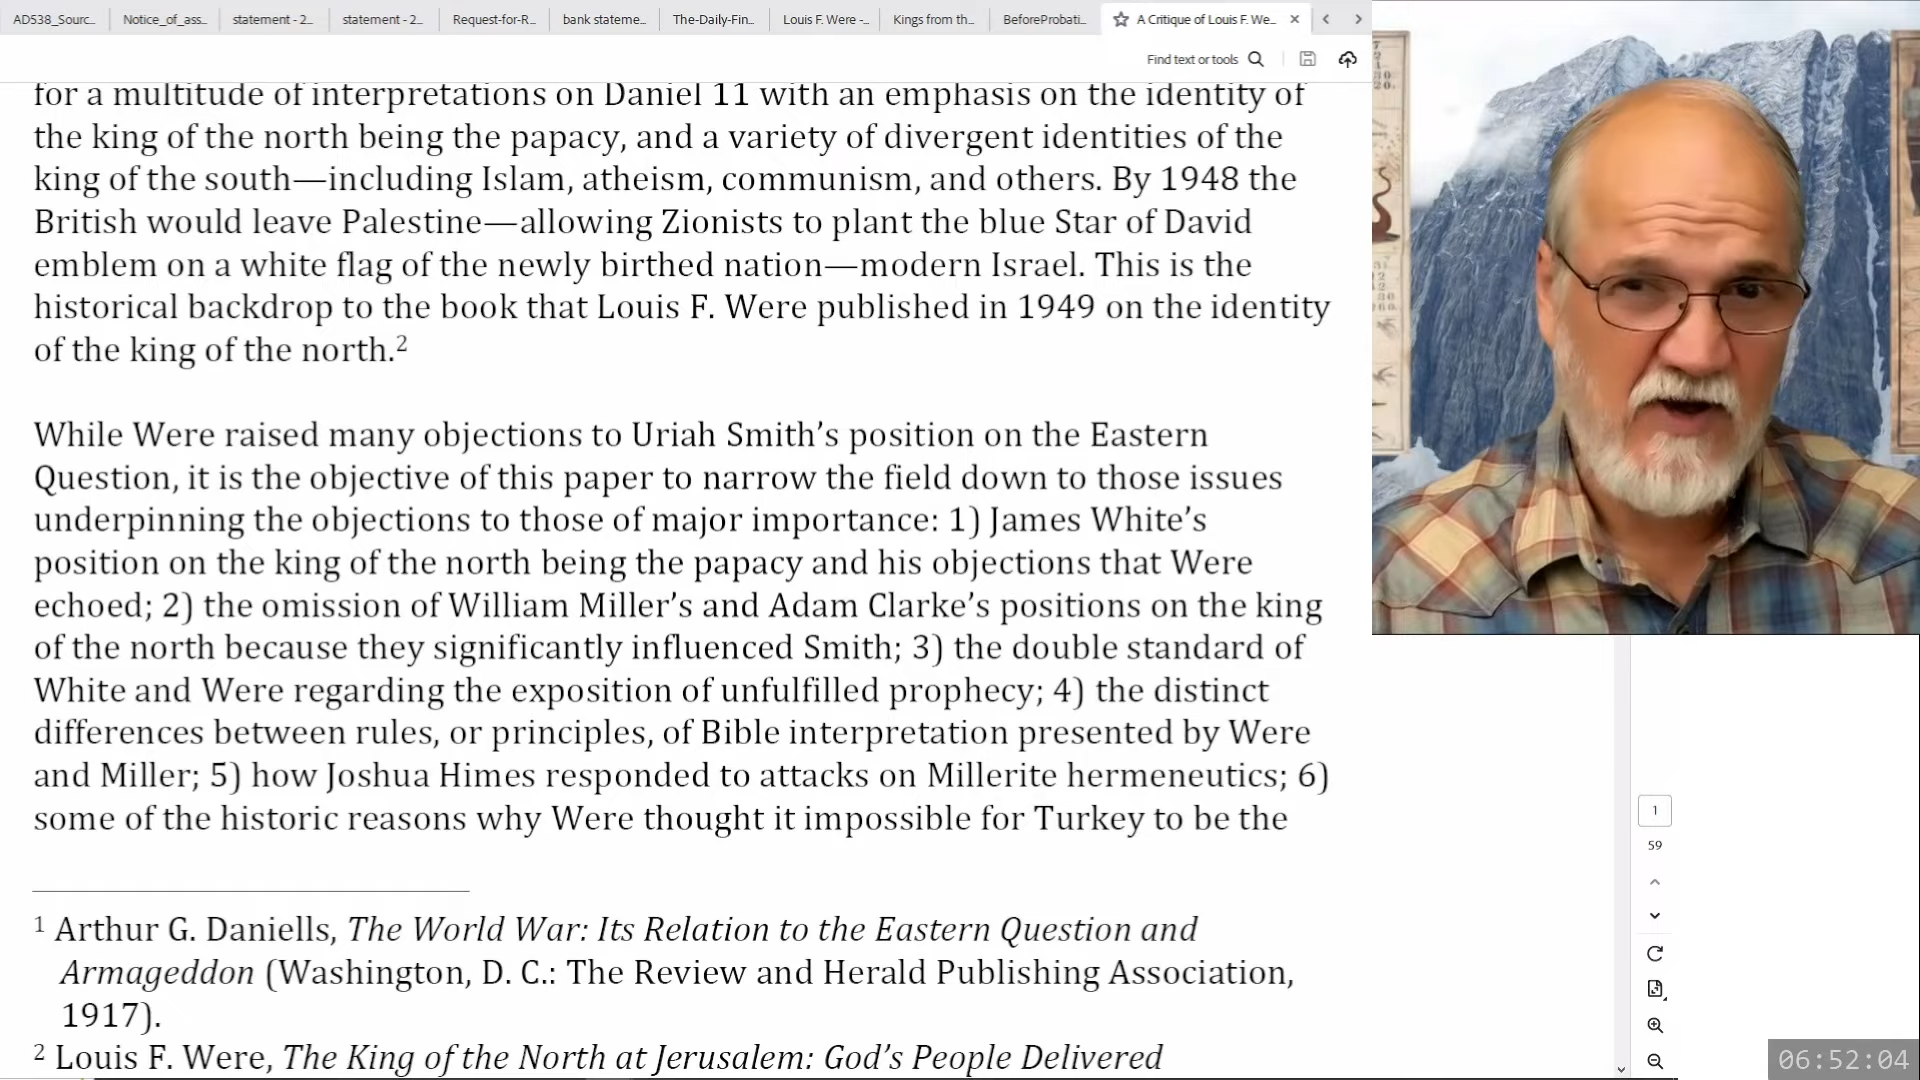 AD538_Sourc...
Notice_of_ass...
statement - 2...
statement - 2...
Request-for-R...
bank stateme...
The-Daily-Fin...
Louis F. Were -...
Kings from th...
BeforeProbati...
A Critique of Louis F. We...
Find text or tools
for a multitude of interpretations on Daniel 11 with an emphasis on the identity of
the king of the north being the papacy, and a variety of divergent identities of the
king of the south—including Islam, atheism, communism, and others. By 1948 the
British would leave Palestine—allowing Zionists to plant the blue Star of David
emblem on a white flag of the newly birthed nation—modern Israel. This is the
historical backdrop to the book that Louis F. Were published in 1949 on the identity
of the king of the north.2
While Were raised many objections to Uriah Smith’s position on the Eastern
Question, it is the objective of this paper to narrow the field down to those issues
underpinning the objections to those of major importance: 1) James White’s
position on the king of the north being the papacy and his objections that Were
echoed; 2) the omission of William Miller’s and Adam Clarke’s positions on the king
of the north because they significantly influenced Smith; 3) the double standard of
White and Were regarding the exposition of unfulfilled prophecy; 4) the distinct
differences between rules, or principles, of Bible interpretation presented by Were
and Miller; 5) how Joshua Himes responded to attacks on Millerite hermeneutics; 6)
some of the historic reasons why Were thought it impossible for Turkey to be the
1 Arthur G. Daniells, The World War: Its Relation to the Eastern Question and
Armageddon (Washington, D. C.: The Review and Herald Publishing Association,
1917).
2 Louis F. Were, The King of the North at Jerusalem: God’s People Delivered
1
59
06:52:04